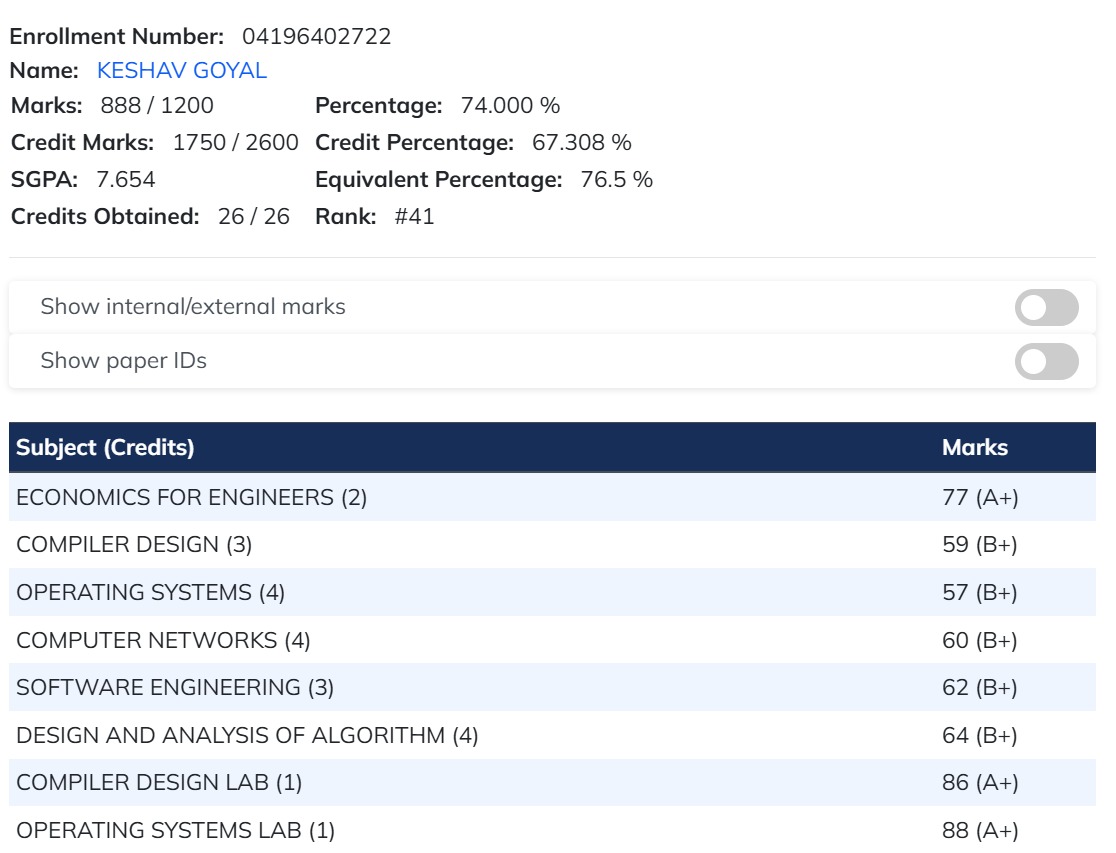 Enrollment Number: 04196402722
Name: KESHAV GOYAL
Marks: 888 / 1200 Percentage: 74.000 %
Credit Marks: 1750 / 2600 Credit Percentage: 67.308 %
SGPA: 7.654 Equivalent Percentage: 76.5 %
Credits Obtained: 26 / 26 Rank: #41
Show internal/external marks
Show paper IDs
Subject (Credits) Marks
ECONOMICS FOR ENGINEERS (2) 77 (A+)
COMPILER DESIGN (3) 59 (B+)
OPERATING SYSTEMS (4) 57 (B+)
COMPUTER NETWORKS (4) 60 (B+)
SOFTWARE ENGINEERING (3) 62 (B+)
DESIGN AND ANALYSIS OF ALGORITHM (4) 64 (B+)
COMPILER DESIGN LAB (1) 86 (A+)
OPERATING SYSTEMS LAB (1) 88 (A+)